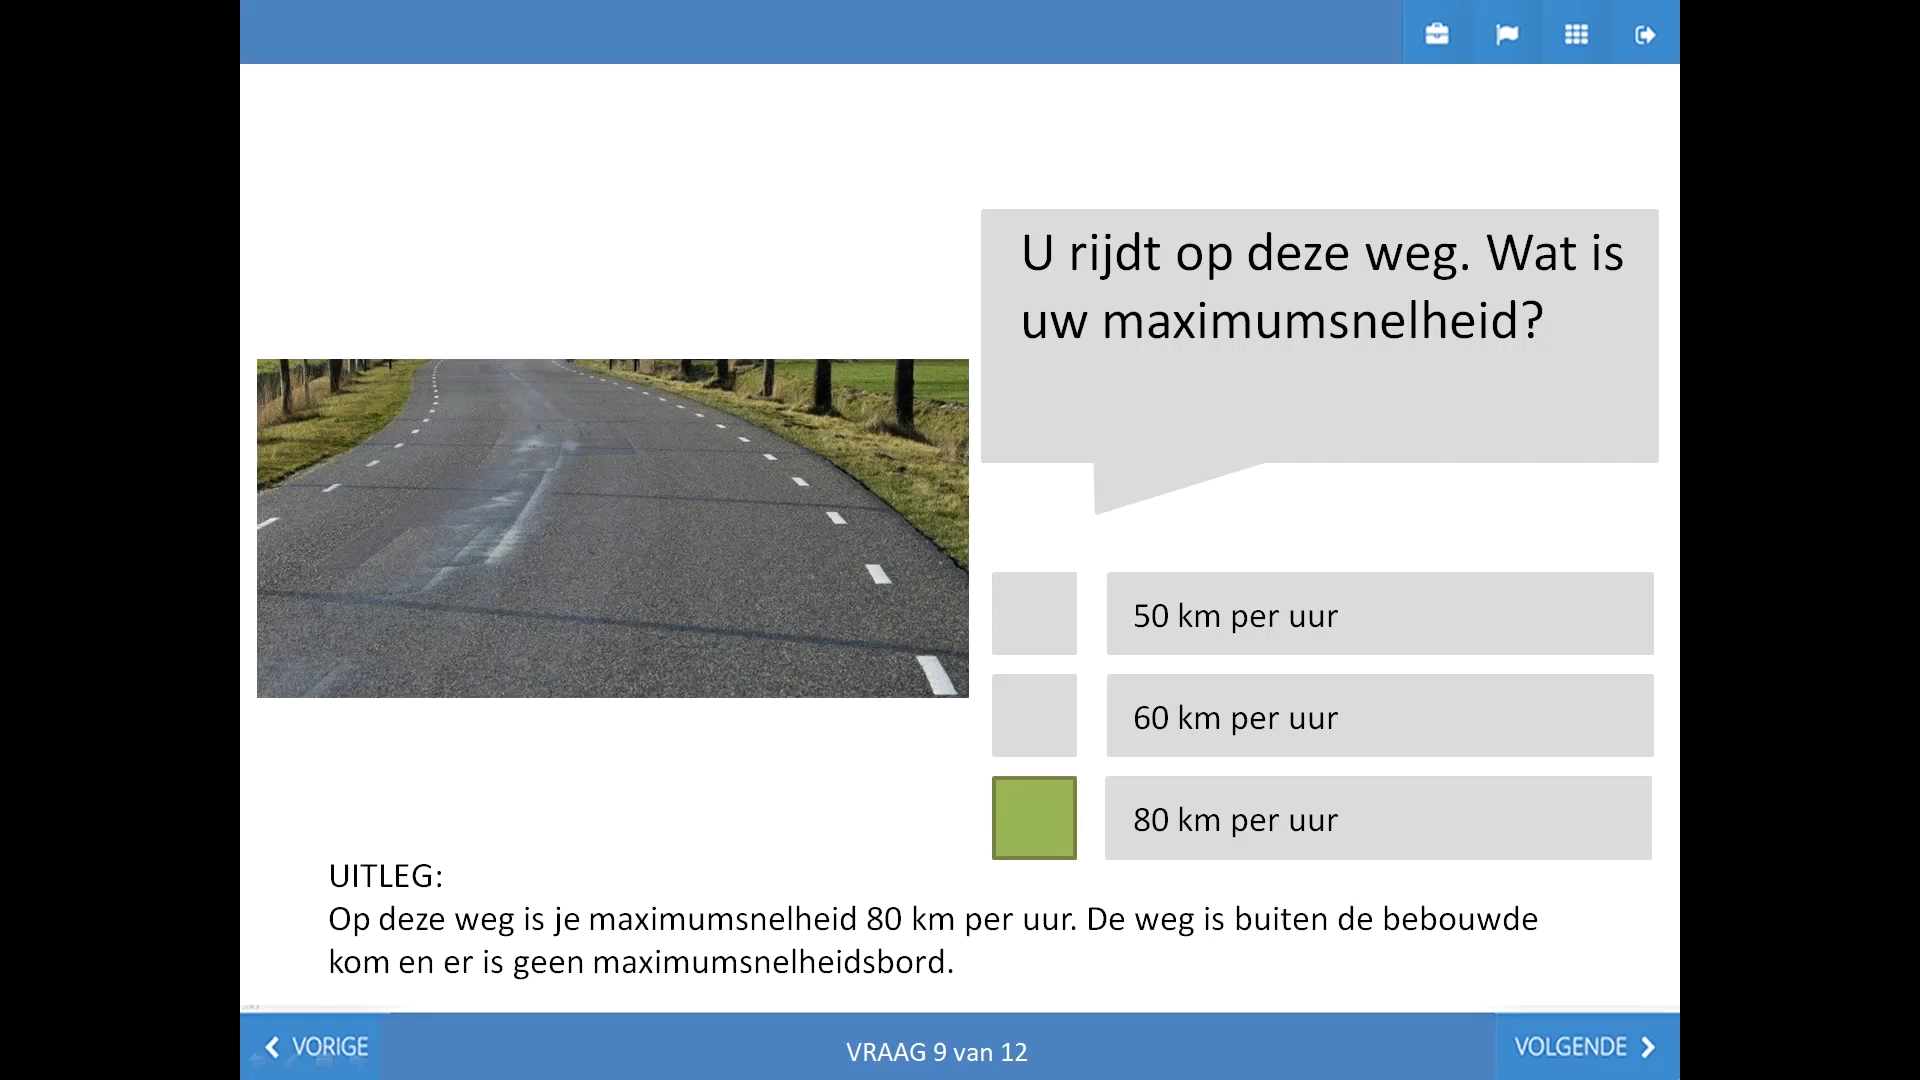 U rijdt op deze weg. Wat is
uw maximumsnelheid?
50 km per uur
60 km per uur
80 km per uur
UITLEG:
Op deze weg is je maximumsnelheid 80 km per uur. De weg is buiten de bebouwde
kom en er is geen maximumsnelheidsbord.
VORIGE
VRAAG 9 van 12
VOLGENDE